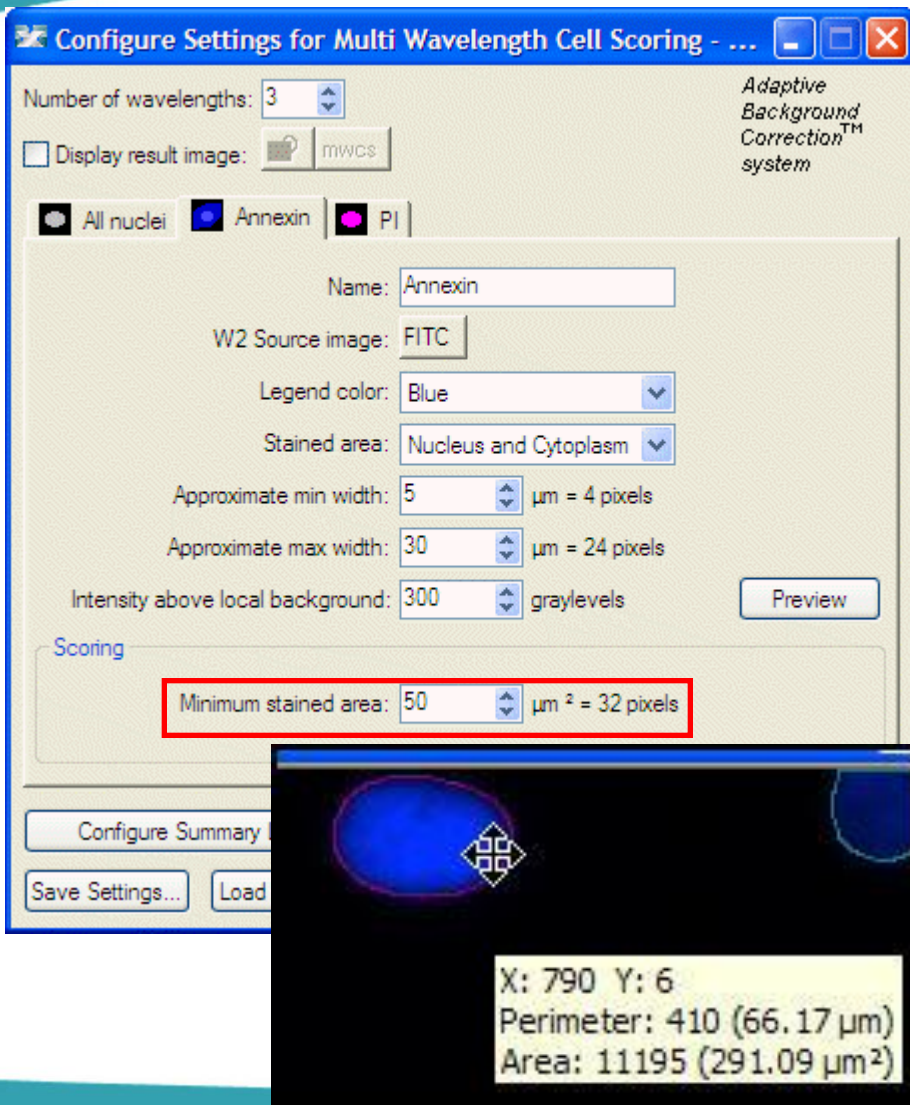 Configure Settings for Multi Wavelength Cell Scoring - ...
Number of wavelengths: 3
Adaptive
Background
Correction™
system
Display result image: mwcs
All nuclei Annexin PI
Name: Annexin
W2 Source image: FITC
Legend color: Blue
Stained area: Nucleus and Cytoplasm
Approximate min width: 5 µm = 4 pixels
Approximate max width: 30 µm = 24 pixels
Intensity above local background: 300 graylevels Preview
Scoring
Minimum stained area: 50 µm ² = 32 pixels
Configure Summary
Save Settings... Load
X: 790 Y: 6
Perimeter: 410 (66.17 µm)
Area: 11195 (291.09 µm²)